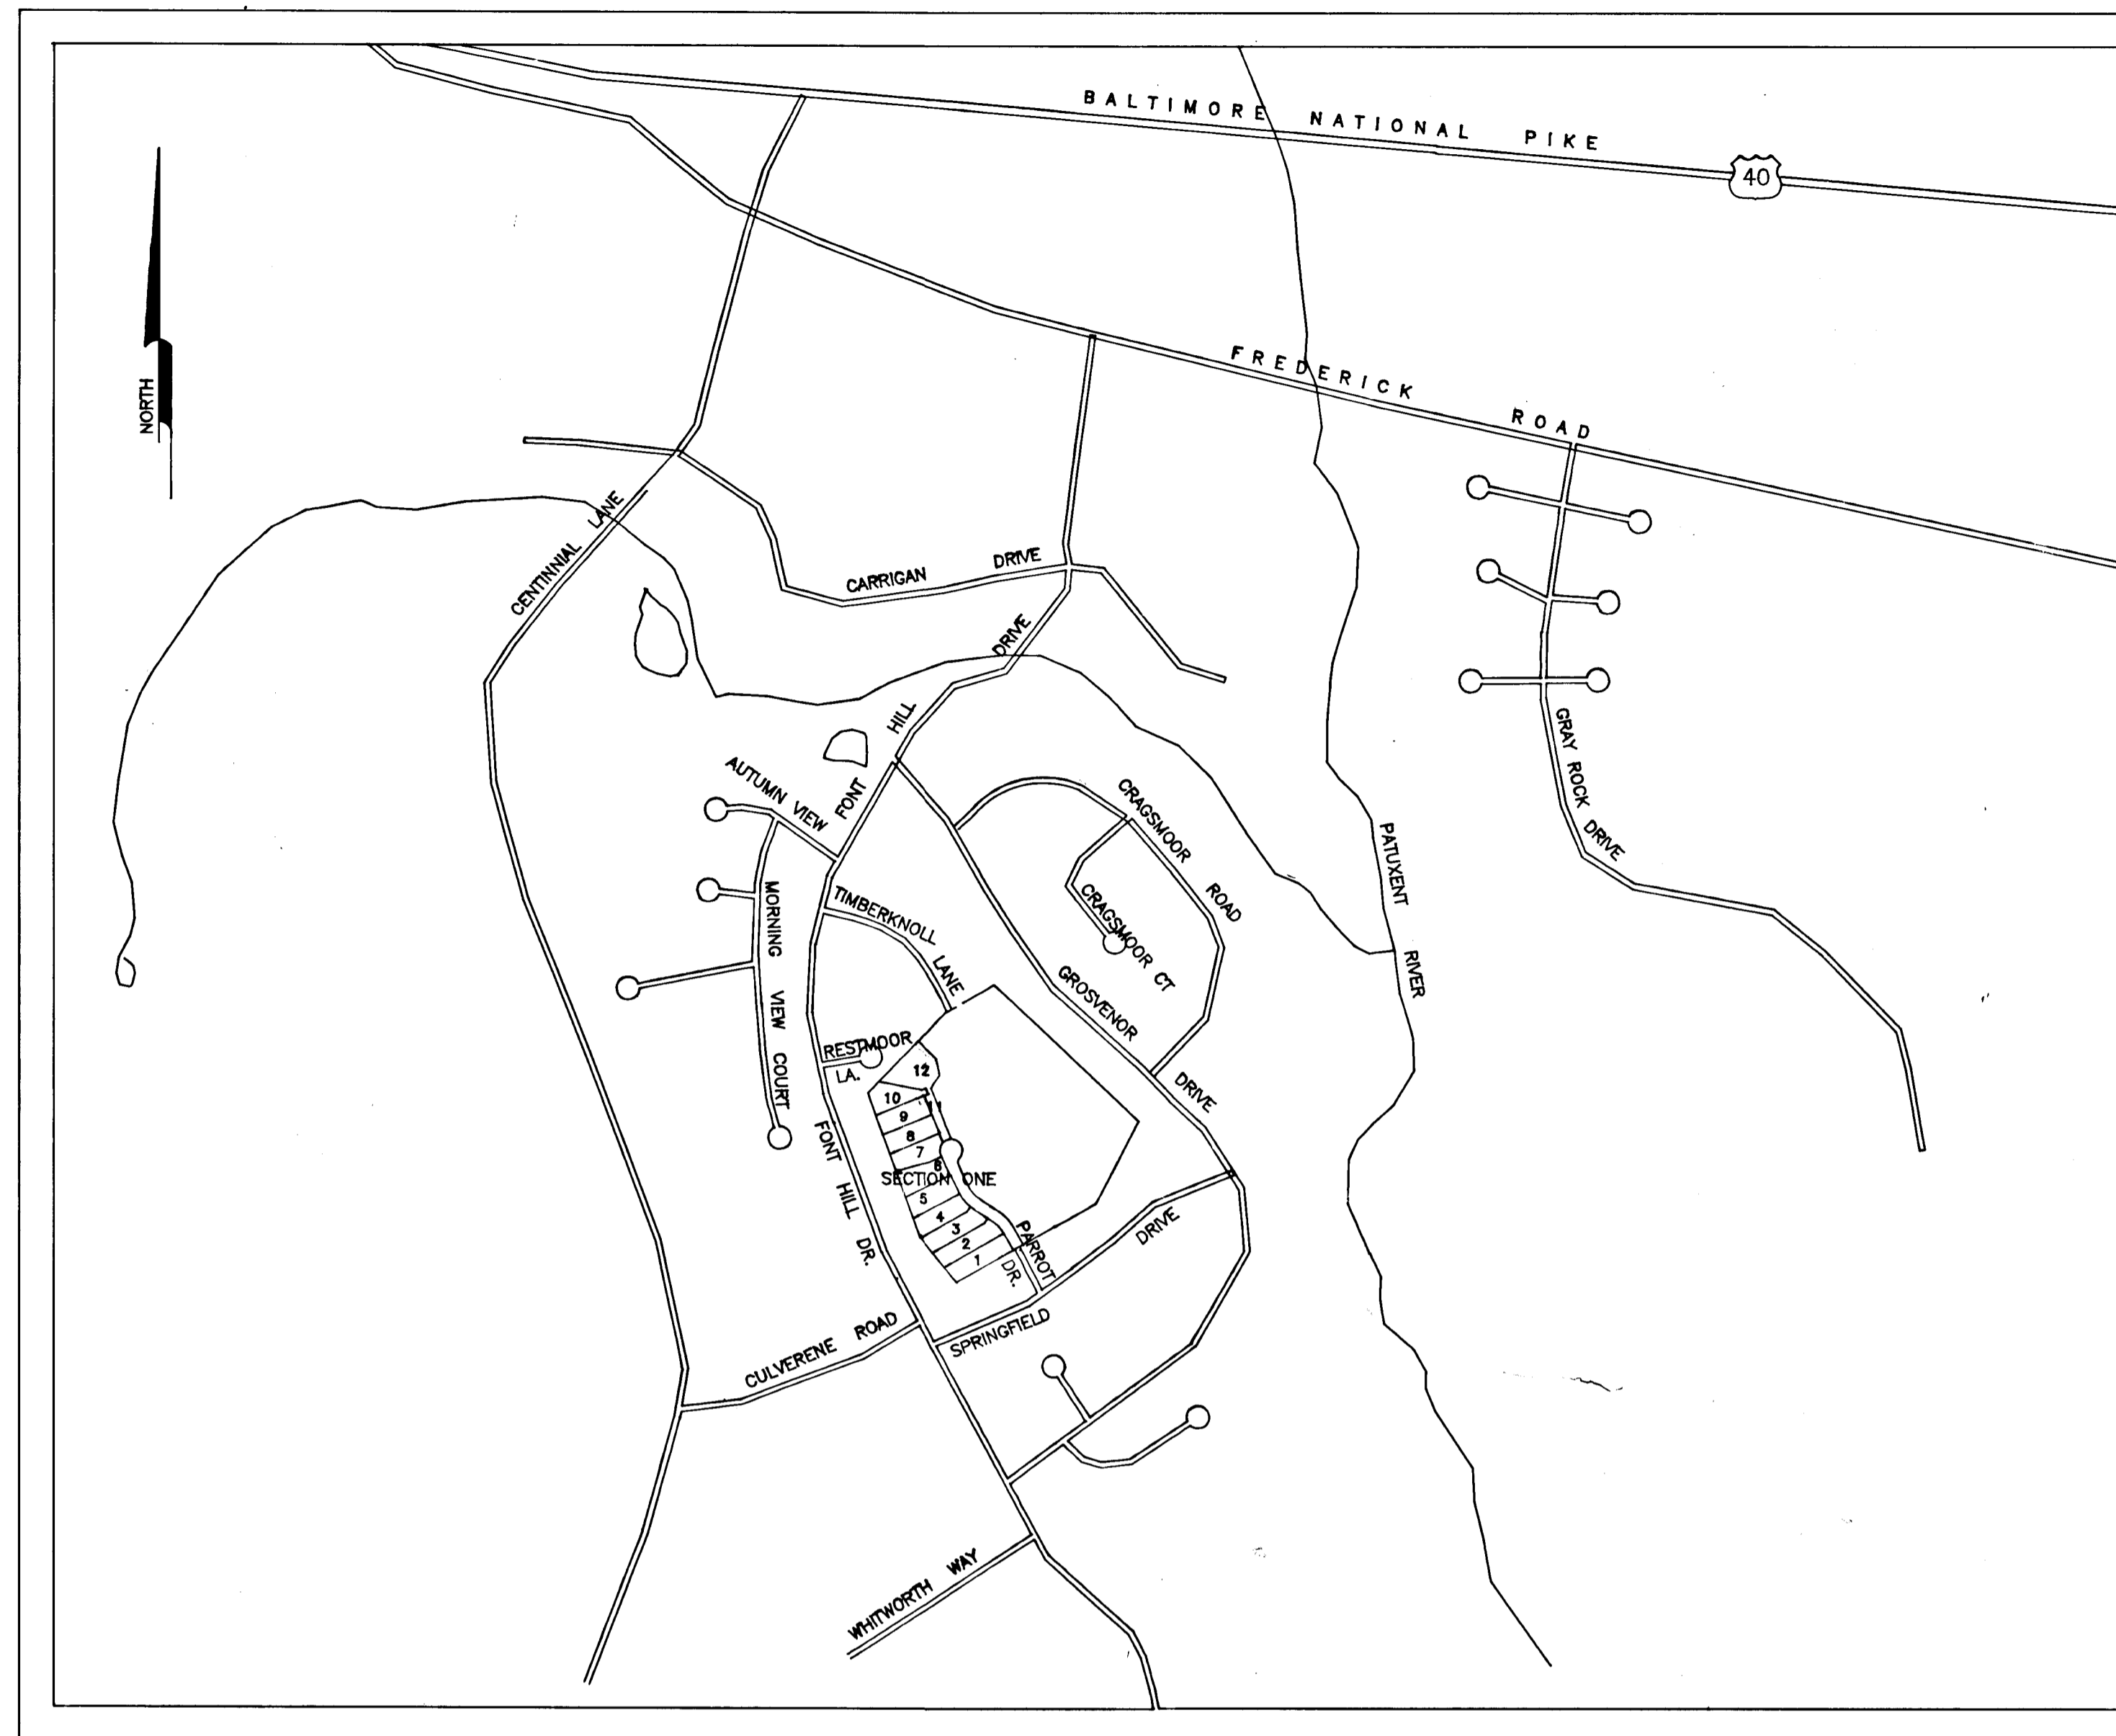 BALTIMORE NATIONAL PIKE
40
NORTH
FREDERICK ROAD
CENTINNIAL LANE
CARRIGAN DRIVE
FONT HILL DRIVE
GRAY ROCK DRIVE
AUTUMN VIEW
CRAGSMOOR ROAD
PATUXENT RIVER
MORNING VIEW COURT
TIMBERKNOLL LANE
CRAGSMOOR CT
GROSVENOR DRIVE
RESTMOOR
LA.
12
10
11
9
8
7
6
SECTION ONE
5
4
3
2
1
FONT HILL DR.
PARROT
DR.
SPRINGFIELD DRIVE
CULVERENE ROAD
WHITWORTH WAY